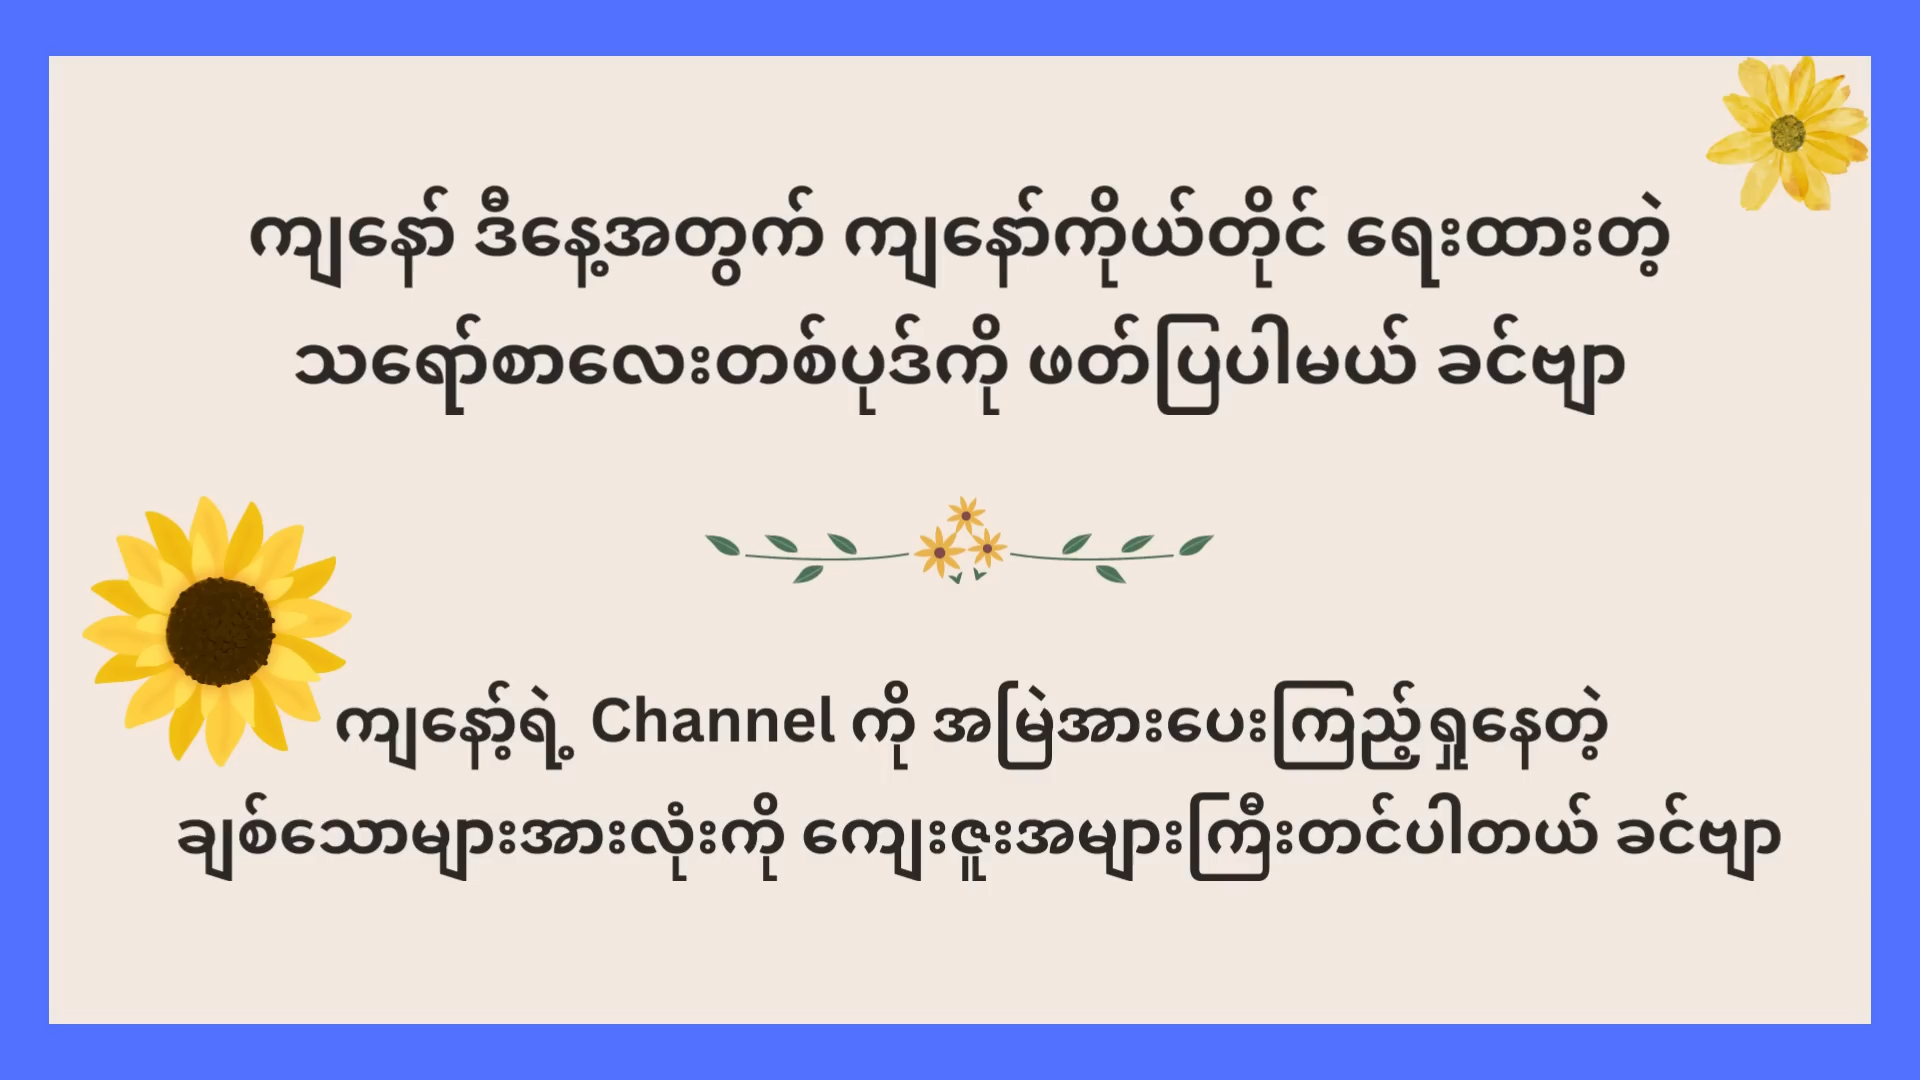 ကျနော် ဒီနေ့အတွက် ကျနော်ကိုယ်တိုင် ရေးထားတဲ့
သရော်စာလေးတစ်ပုဒ်ကို ဖတ်ပြပါမယ် ခင်ဗျာ
ကျနော့်ရဲ့ Channel ကို အမြဲအားပေးကြည့်ရှုနေတဲ့
ချစ်သောများအားလုံးကို ကျေးဇူးအများကြီးတင်ပါတယ် ခင်ဗျာ